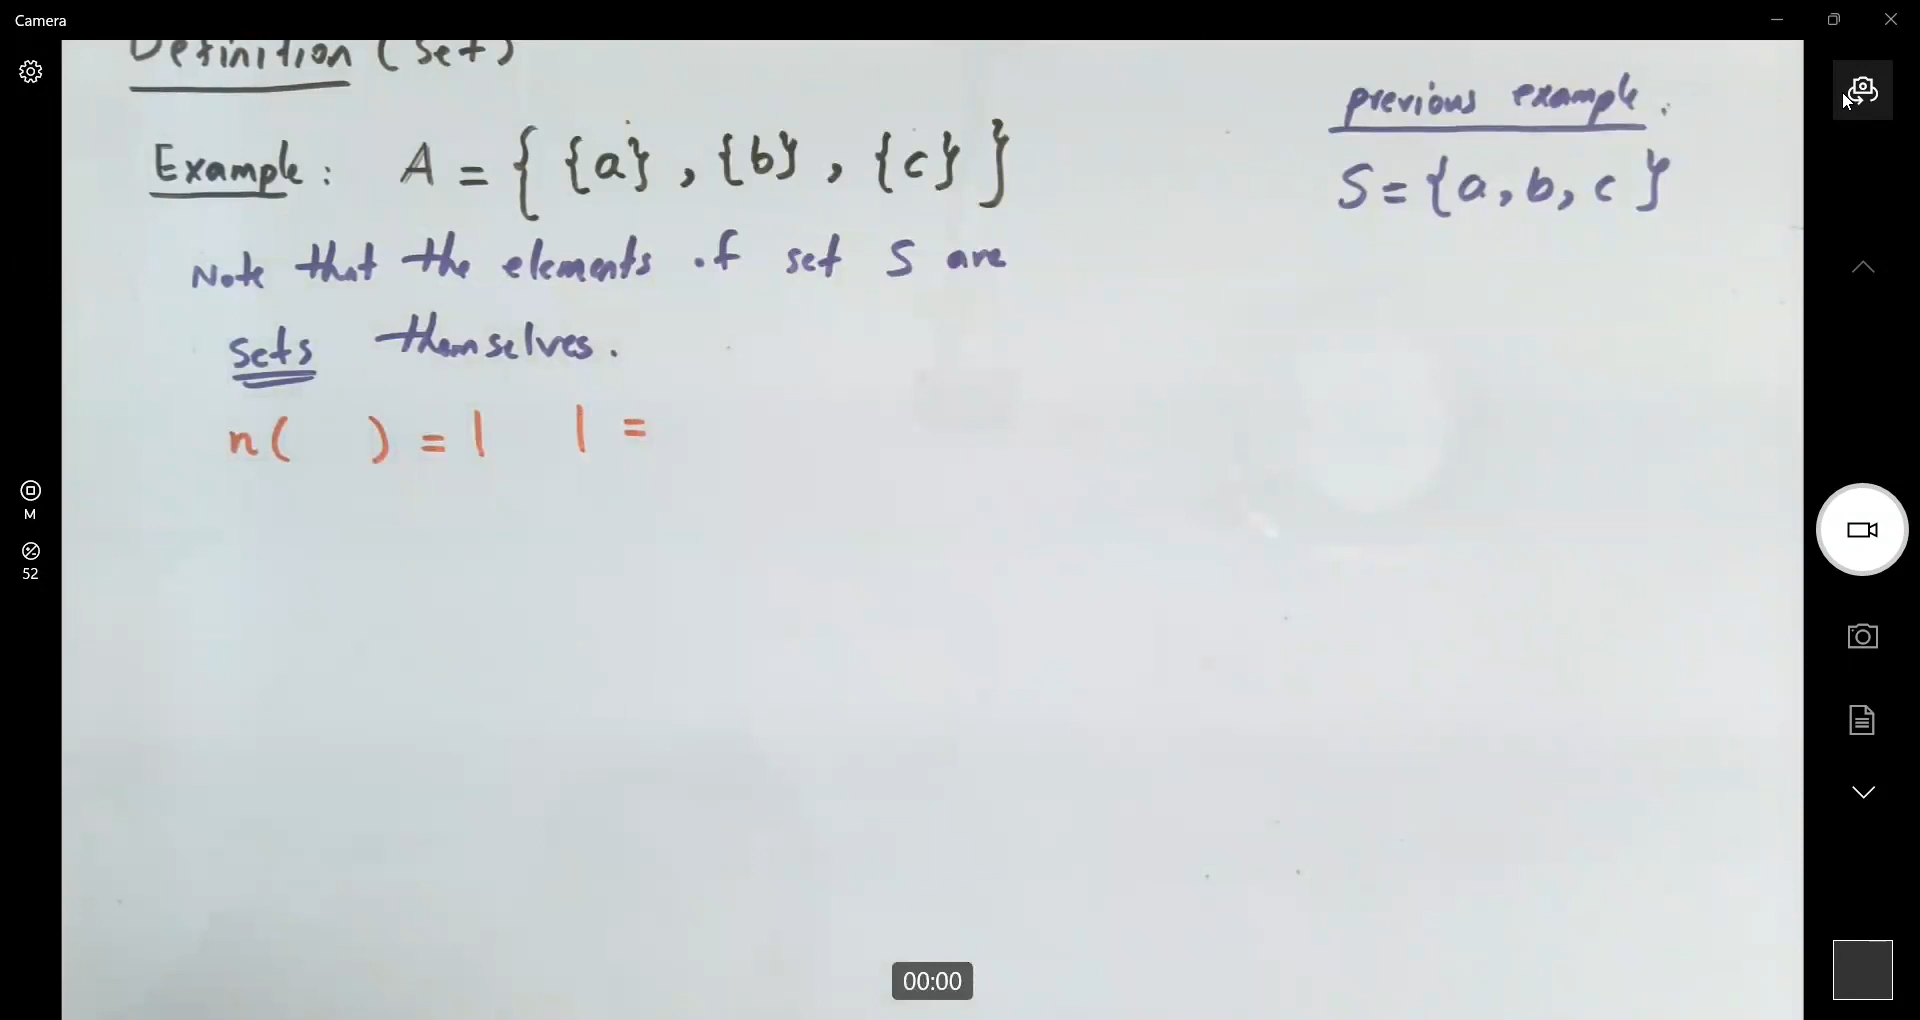 Camera
Definition (Set)
previous example.
Example: A = { {a}, {b}, {c} }
S = {a, b, c}
Note that the elements of set S are
sets themselves.
n( ) = | | =
M
52
00:00